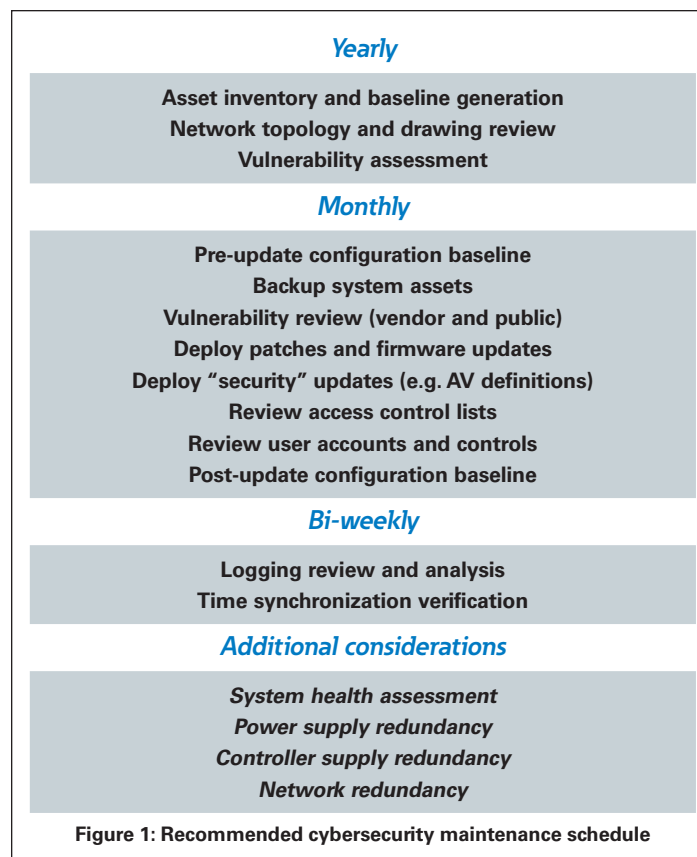 Yearly
Asset inventory and baseline generation
Network topology and drawing review
Vulnerability assessment
Monthly
Pre-update configuration baseline
Backup system assets
Vulnerability review (vendor and public)
Deploy patches and firmware updates
Deploy “security” updates (e.g. AV definitions)
Review access control lists
Review user accounts and controls
Post-update configuration baseline
Bi-weekly
Logging review and analysis
Time synchronization verification
Additional considerations
System health assessment
Power supply redundancy
Controller supply redundancy
Network redundancy
Figure 1: Recommended cybersecurity maintenance schedule